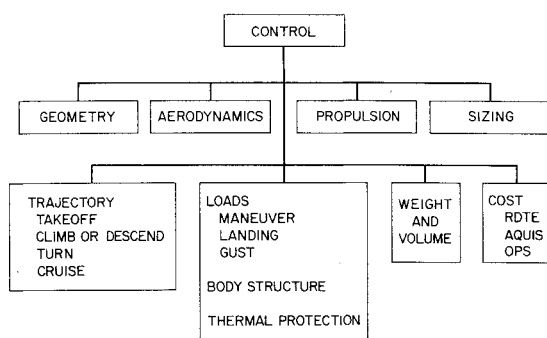 CONTROL
GEOMETRY
AERODYNAMICS
PROPULSION
SIZING
TRAJECTORY
TAKEOFF
CLIMB OR DESCEND
TURN
CRUISE
LOADS
MANEUVER
LANDING
GUST
BODY STRUCTURE
THERMAL PROTECTION
WEIGHT
AND
VOLUME
COST
RDTE
AQUIS
OPS